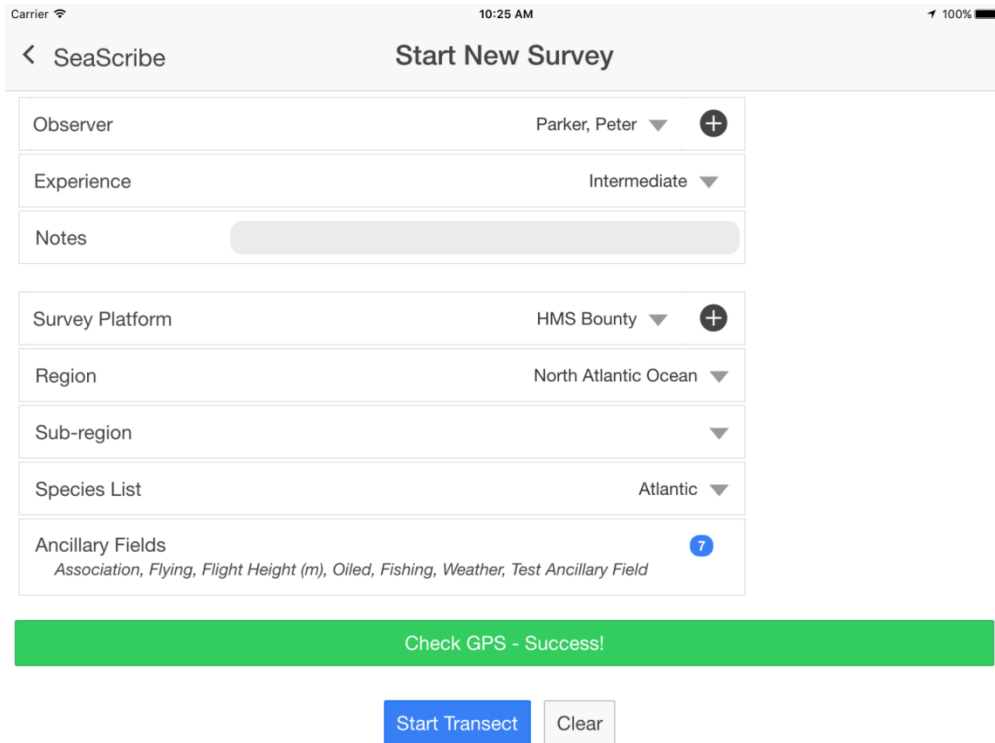 Carrier 10:25 AM 100%
SeaScribe Start New Survey
Observer Parker, Peter
Experience Intermediate
Notes
Survey Platform HMS Bounty
Region North Atlantic Ocean
Sub-region
Species List Atlantic
Ancillary Fields 7
Association, Flying, Flight Height (m), Oiled, Fishing, Weather, Test Ancillary Field
Check GPS - Success!
Start Transect Clear